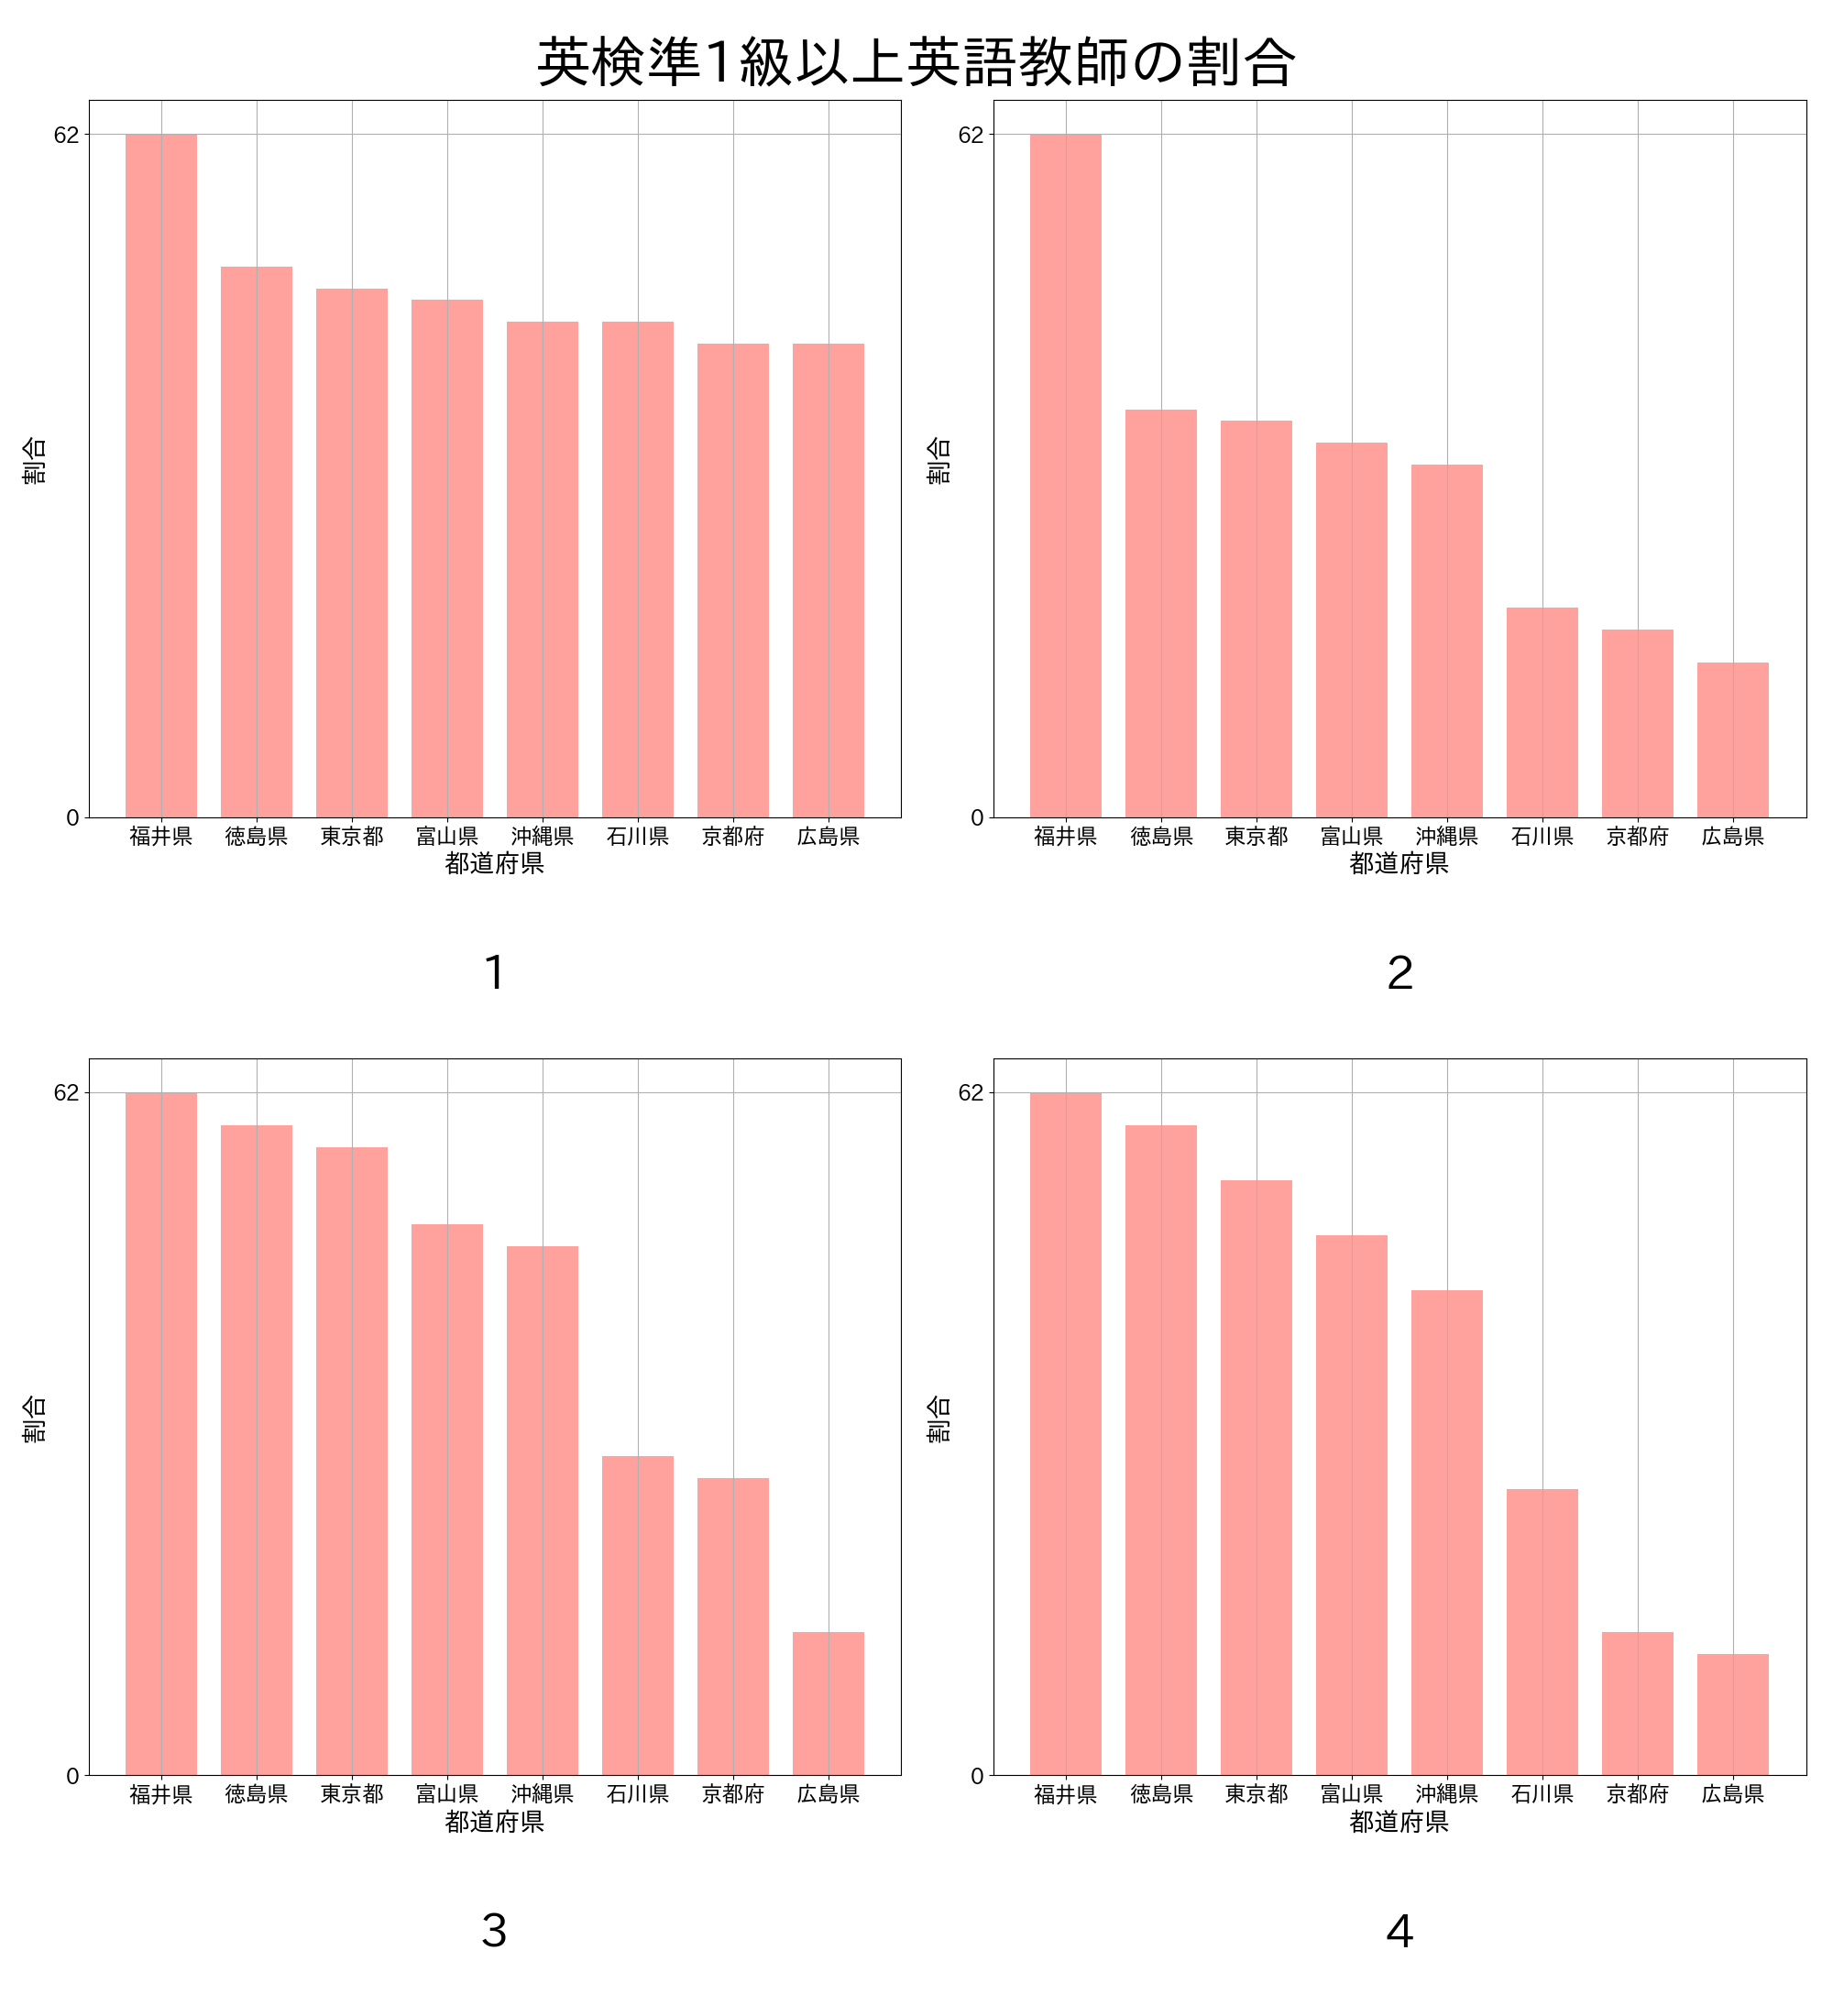 英検準1級以上英語教師の割合
62
0
割合
福井県 徳島県 東京都 富山県 沖縄県 石川県 京都府 広島県
都道府県
1
62
0
割合
福井県 徳島県 東京都 富山県 沖縄県 石川県 京都府 広島県
都道府県
2
62
0
割合
福井県 徳島県 東京都 富山県 沖縄県 石川県 京都府 広島県
都道府県
3
62
0
割合
福井県 徳島県 東京都 富山県 沖縄県 石川県 京都府 広島県
都道府県
4